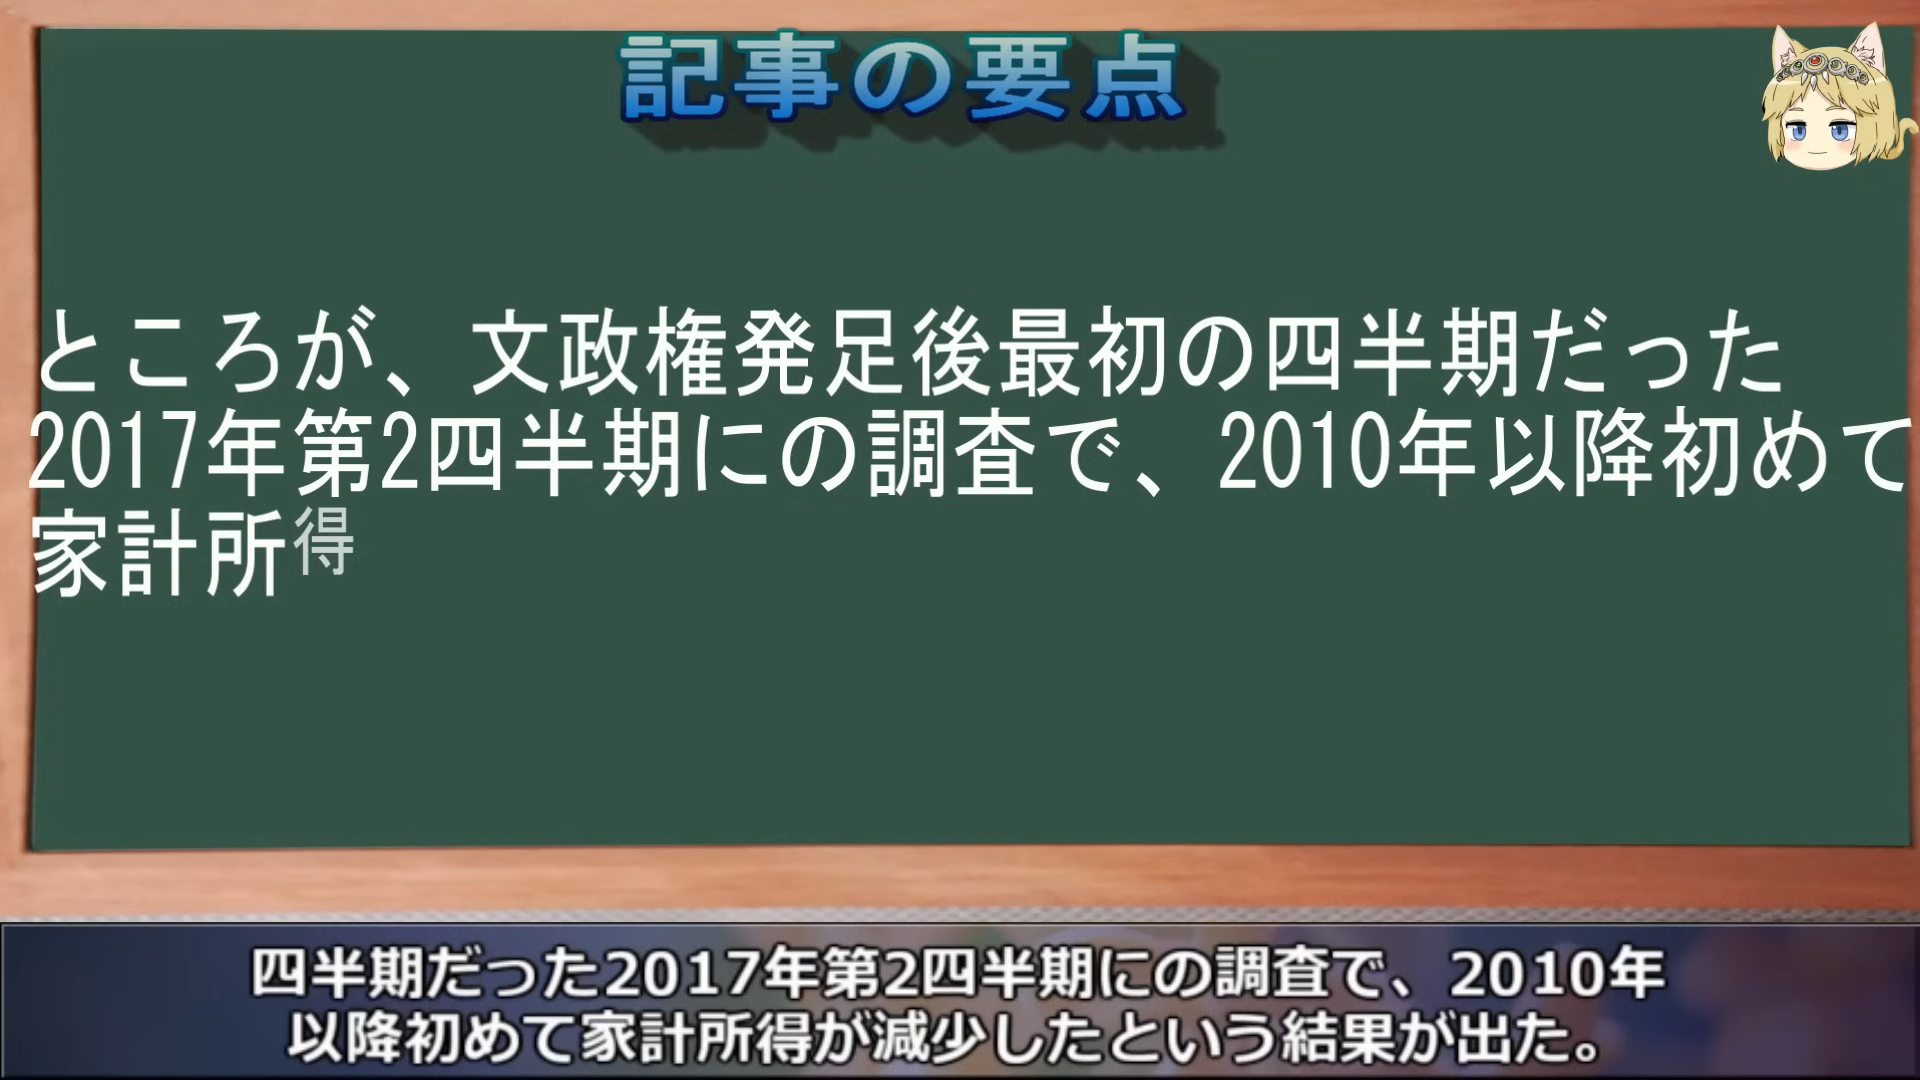 記事の要点
ところが、文政権発足後最初の四半期だった
2017年第2四半期にの調査で、2010年以降初めて
家計所得
四半期だった2017年第2四半期にの調査で、2010年
以降初めて家計所得が減少したという結果が出た。